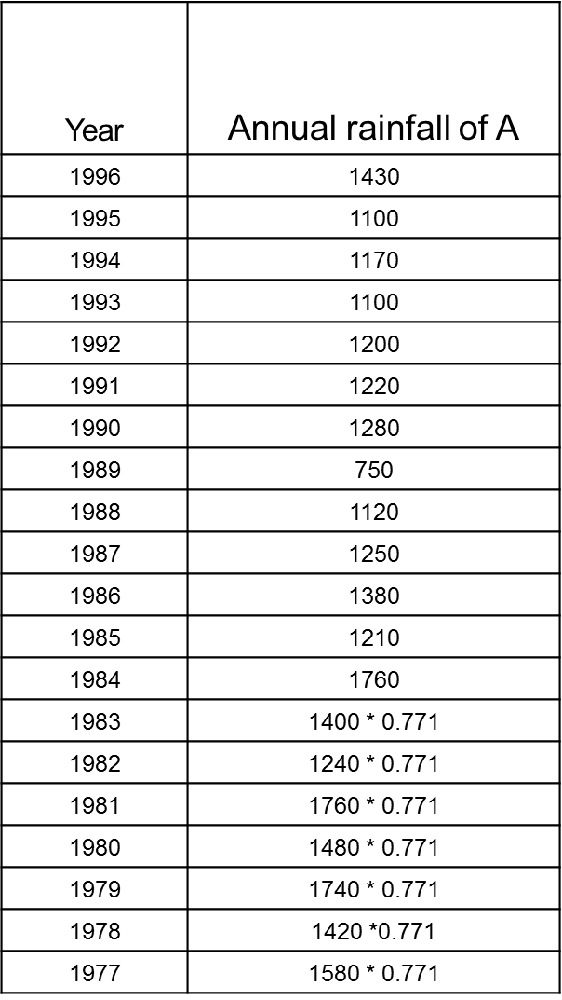 Year Annual rainfall of A
1996 1430
1995 1100
1994 1170
1993 1100
1992 1200
1991 1220
1990 1280
1989 750
1988 1120
1987 1250
1986 1380
1985 1210
1984 1760
1983 1400 * 0.771
1982 1240 * 0.771
1981 1760 * 0.771
1980 1480 * 0.771
1979 1740 * 0.771
1978 1420 *0.771
1977 1580 * 0.771